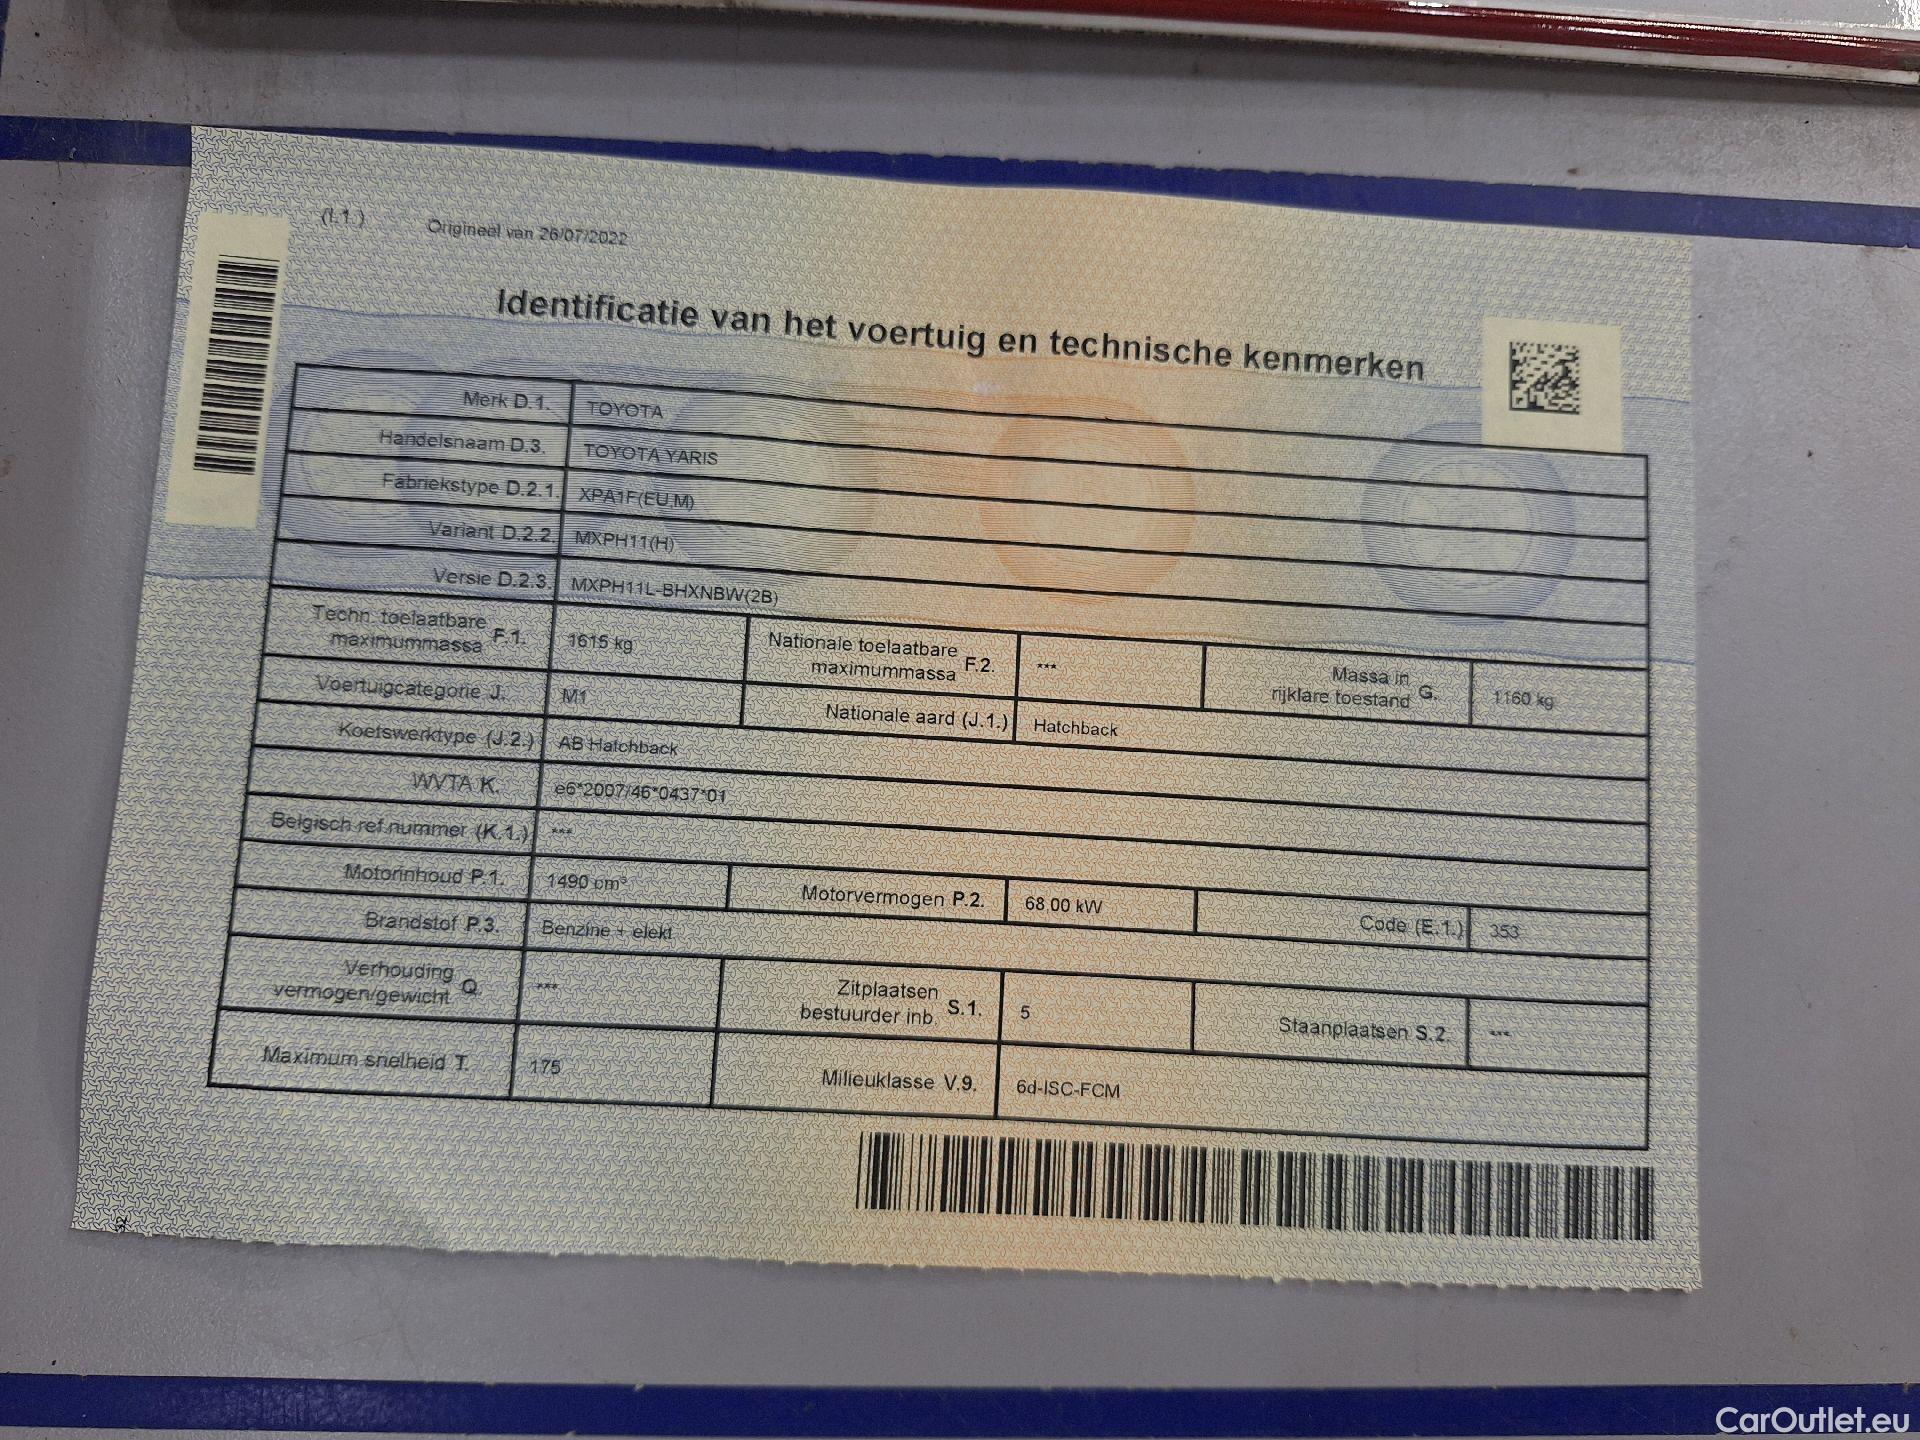 (I.1.) Origineel van 26/07/2022
Identificatie van het voertuig en technische kenmerken
Merk D.1. TOYOTA
Handelsnaam D.3. TOYOTA YARIS
Fabriekstype D.2.1. XPA1F(EU,M)
Variant D.2.2. MXPH11(H)
Versie D.2.3. MXPH11L-BHXNBW(2B)
Techn. toelaatbare maximummassa F.1. 1615 kg Nationale toelaatbare maximummassa F.2. *** Massa in rijklare toestand G. 1160 kg
Voertuigcategorie J. M1 Nationale aard (J.1.) Hatchback
Koetswerktype (J.2.) AB Hatchback
WVTA K. e6*2007/46*0437*01
Belgisch ref.nummer (K.1.) ***
Motorinhoud P.1. 1490 cm³ Motorvermogen P.2. 68.00 kW Code (E.1.) 353
Brandstof P.3. Benzine + elekt
Verhouding vermogen/gewicht Q. *** Zitplaatsen bestuurder inb. S.1. 5 Staanplaatsen S.2. ***
Maximum snelheid T. 175 Milieuklasse V.9. 6d-ISC-FCM
32
CarOutlet.eu